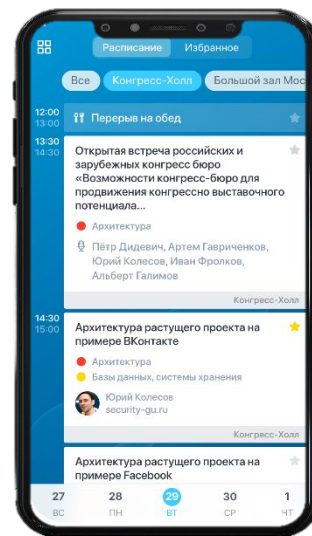 Расписание Избранное
Все Конгресс-Холл Большой зал Мос
12:00
13:00
Перерыв на обед
13:30
14:30
Открытая встреча российских и
зарубежных конгресс бюро
«Возможности конгресс-бюро для
продвижения конгрессно выставочного
потенциала...
Архитектура
Пётр Дидевич, Артем Гавриченков,
Юрий Колесов, Иван Фролков,
Альберт Галимов
Конгресс-Холл
14:30
15:00
Архитектура растущего проекта на
примере ВКонтакте
Архитектура
Базы данных, системы хранения
Юрий Колесов
security-gu.ru
Конгресс-Холл
Архитектура растущего проекта на
примере Facebook
27 28 29 30 1
ВС ПН ВТ СР ЧТ